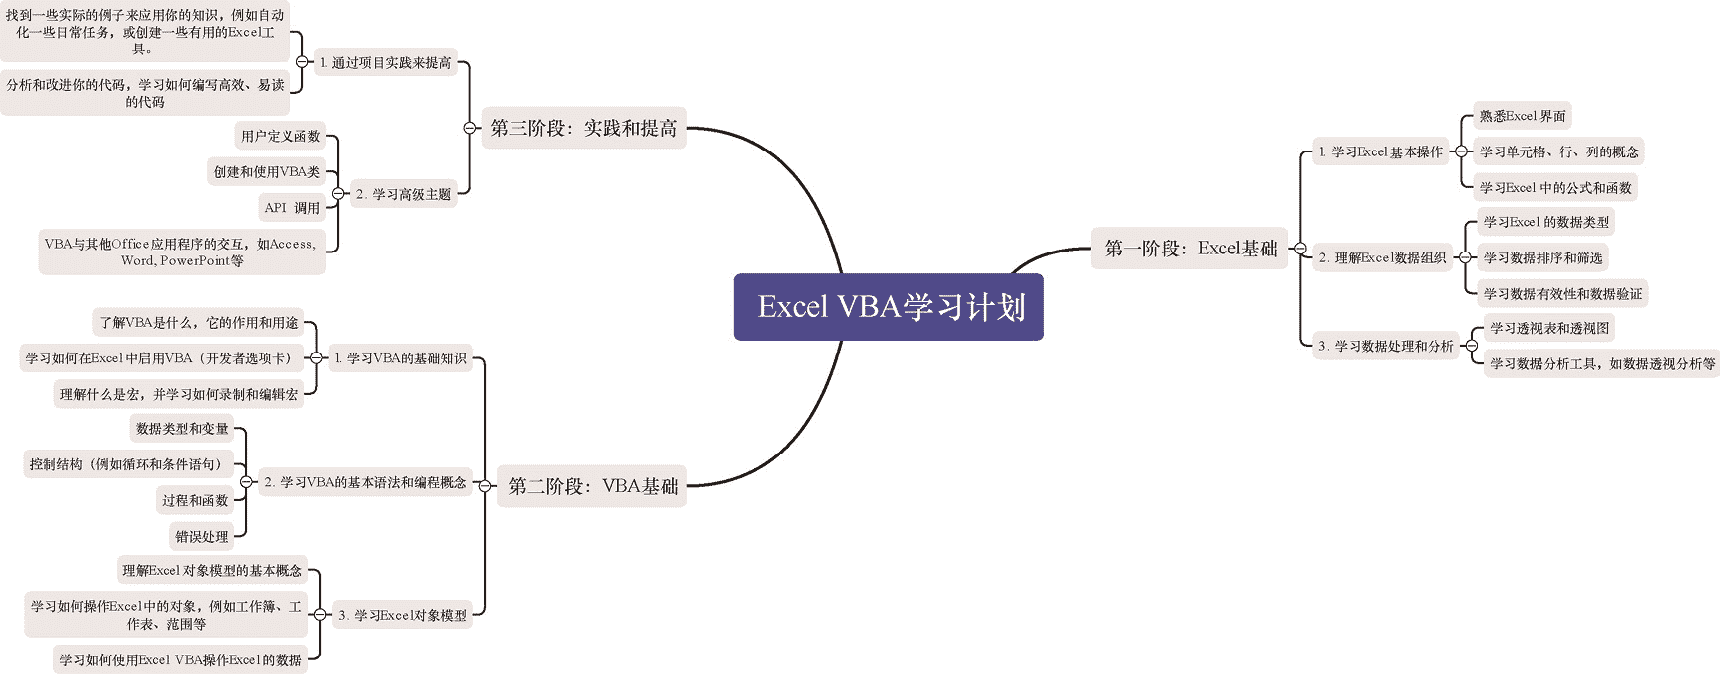 Excel VBA学习计划
第一阶段：Excel基础
1. 学习Excel基本操作
熟悉Excel界面
学习单元格、行、列的概念
学习Excel中的公式和函数
2. 理解Excel数据组织
学习Excel的数据类型
学习数据排序和筛选
学习数据有效性和数据验证
3. 学习数据处理和分析
学习透视表和透视图
学习数据分析工具，如数据透视分析等
第二阶段：VBA基础
1. 学习VBA的基础知识
了解VBA是什么，它的作用和用途
学习如何在Excel中启用VBA（开发者选项卡）
理解什么是宏，并学习如何录制和编辑宏
2. 学习VBA的基本语法和编程概念
数据类型和变量
控制结构（例如循环和条件语句）
过程和函数
错误处理
3. 学习Excel对象模型
理解Excel对象模型的基本概念
学习如何操作Excel中的对象，例如工作簿、工
作表、范围等
学习如何使用Excel VBA操作Excel的数据
第三阶段：实践和提高
1. 通过项目实践来提高
找到一些实际的例子来应用你的知识，例如自动
化一些日常任务，或创建一些有用的Excel工
具。
分析和改进你的代码，学习如何编写高效、易读
的代码
2. 学习高级主题
用户定义函数
创建和使用VBA类
API 调用
VBA与其他Office应用程序的交互，如Access,
Word, PowerPoint等